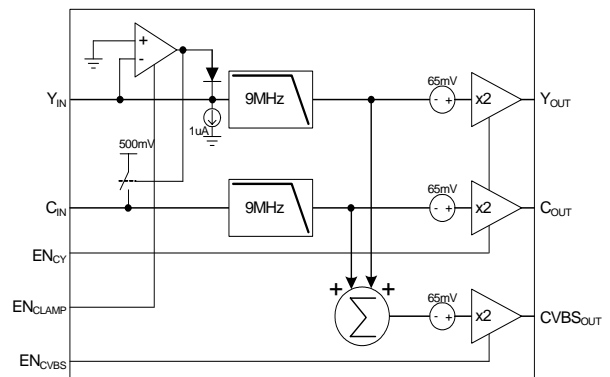 +
-
65mV
Y_IN
9MHz
- +
x2
Y_OUT
1uA
500mV
65mV
C_IN
9MHz
- +
x2
C_OUT
EN_CY
+ +
65mV
Σ
- +
x2
CVBS_OUT
EN_CLAMP
EN_CVBS